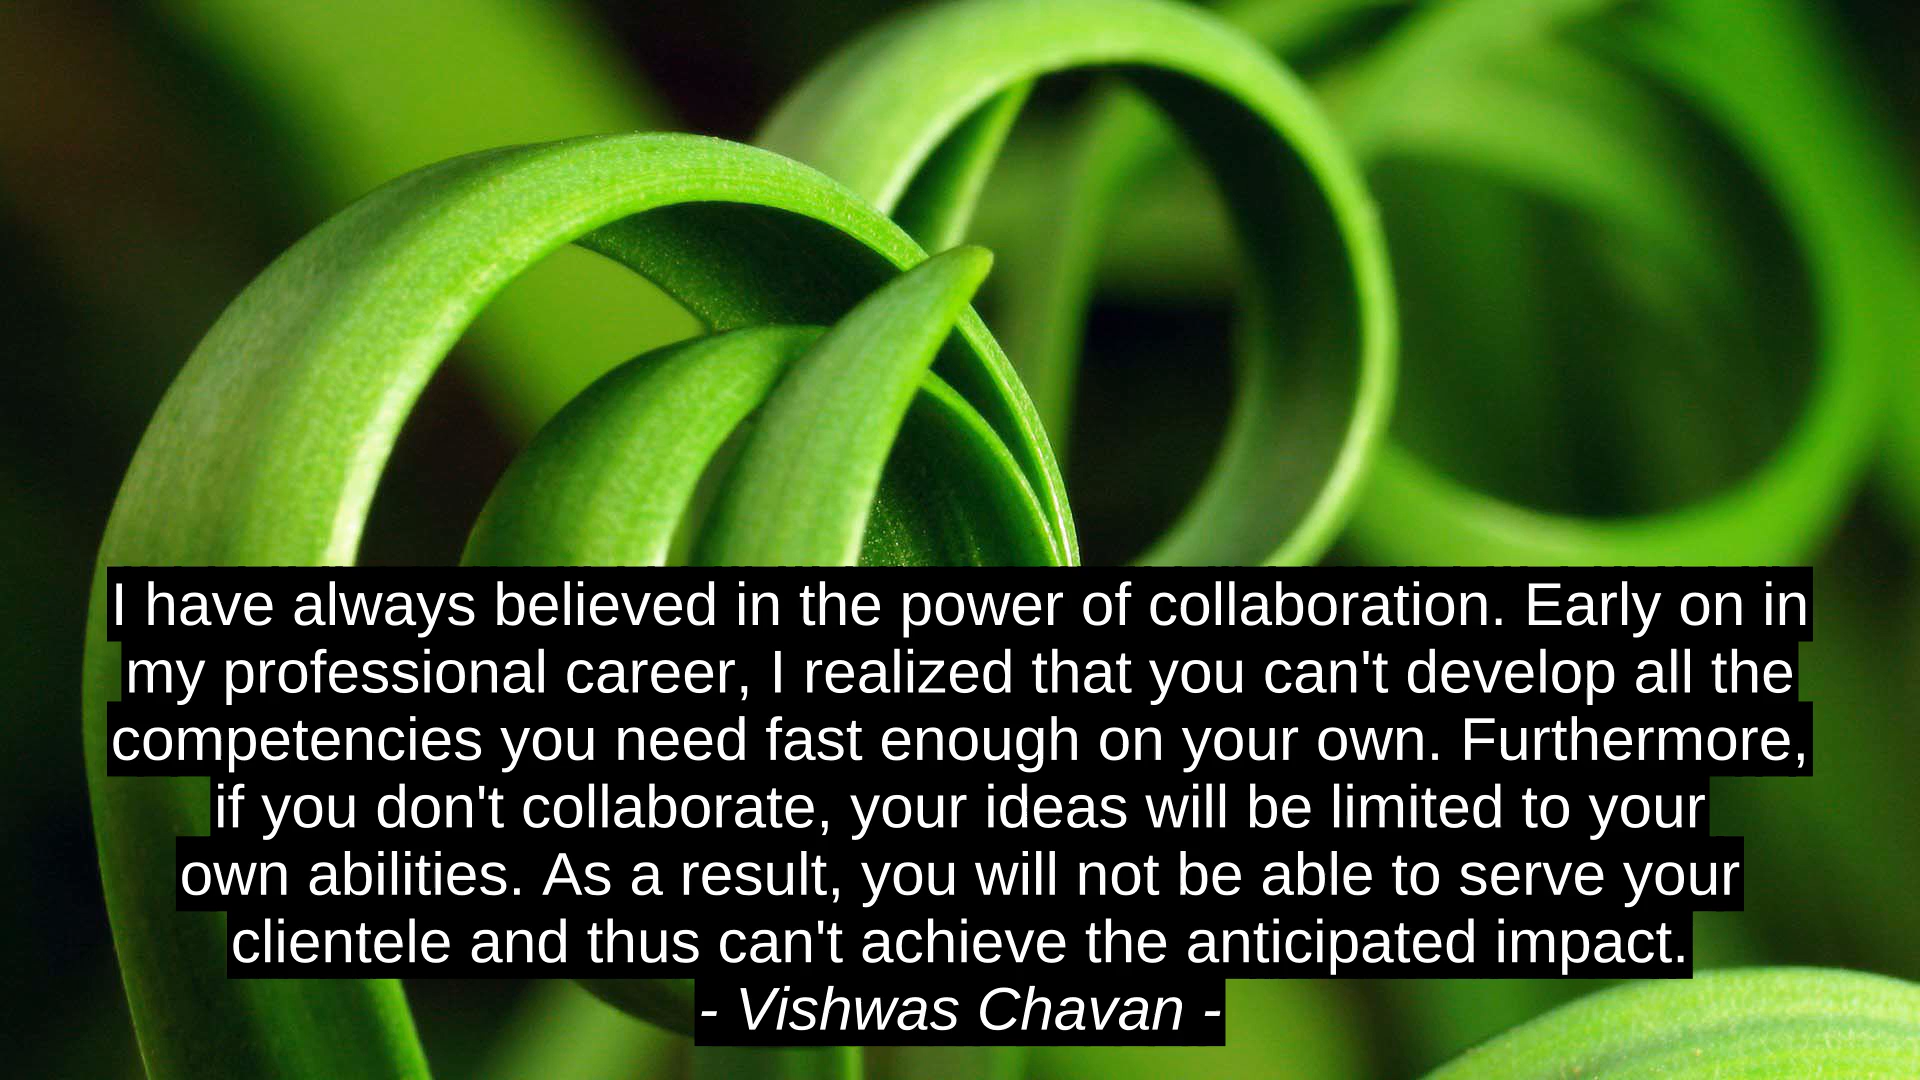 I have always believed in the power of collaboration. Early on in
my professional career, I realized that you can't develop all the
competencies you need fast enough on your own. Furthermore,
if you don't collaborate, your ideas will be limited to your
own abilities. As a result, you will not be able to serve your
clientele and thus can't achieve the anticipated impact.
- Vishwas Chavan -